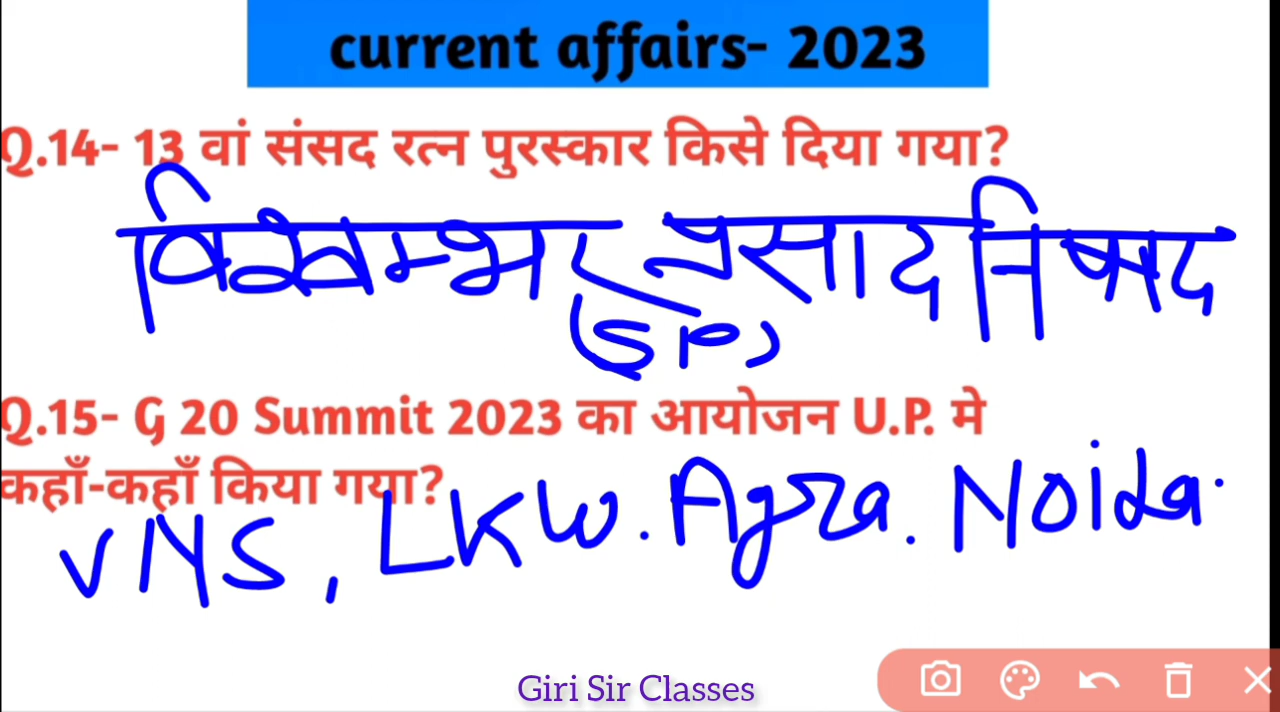 current affairs- 2023
Q.14- 13 वां संसद रत्न पुरस्कार किसे दिया गया?
विश्वम्भर प्रसाद निषाद
(SP)
Q.15- G 20 Summit 2023 का आयोजन U.P. मे
कहाँ-कहाँ किया गया?
VNS, LKW. Agra. Noida.
Giri Sir Classes